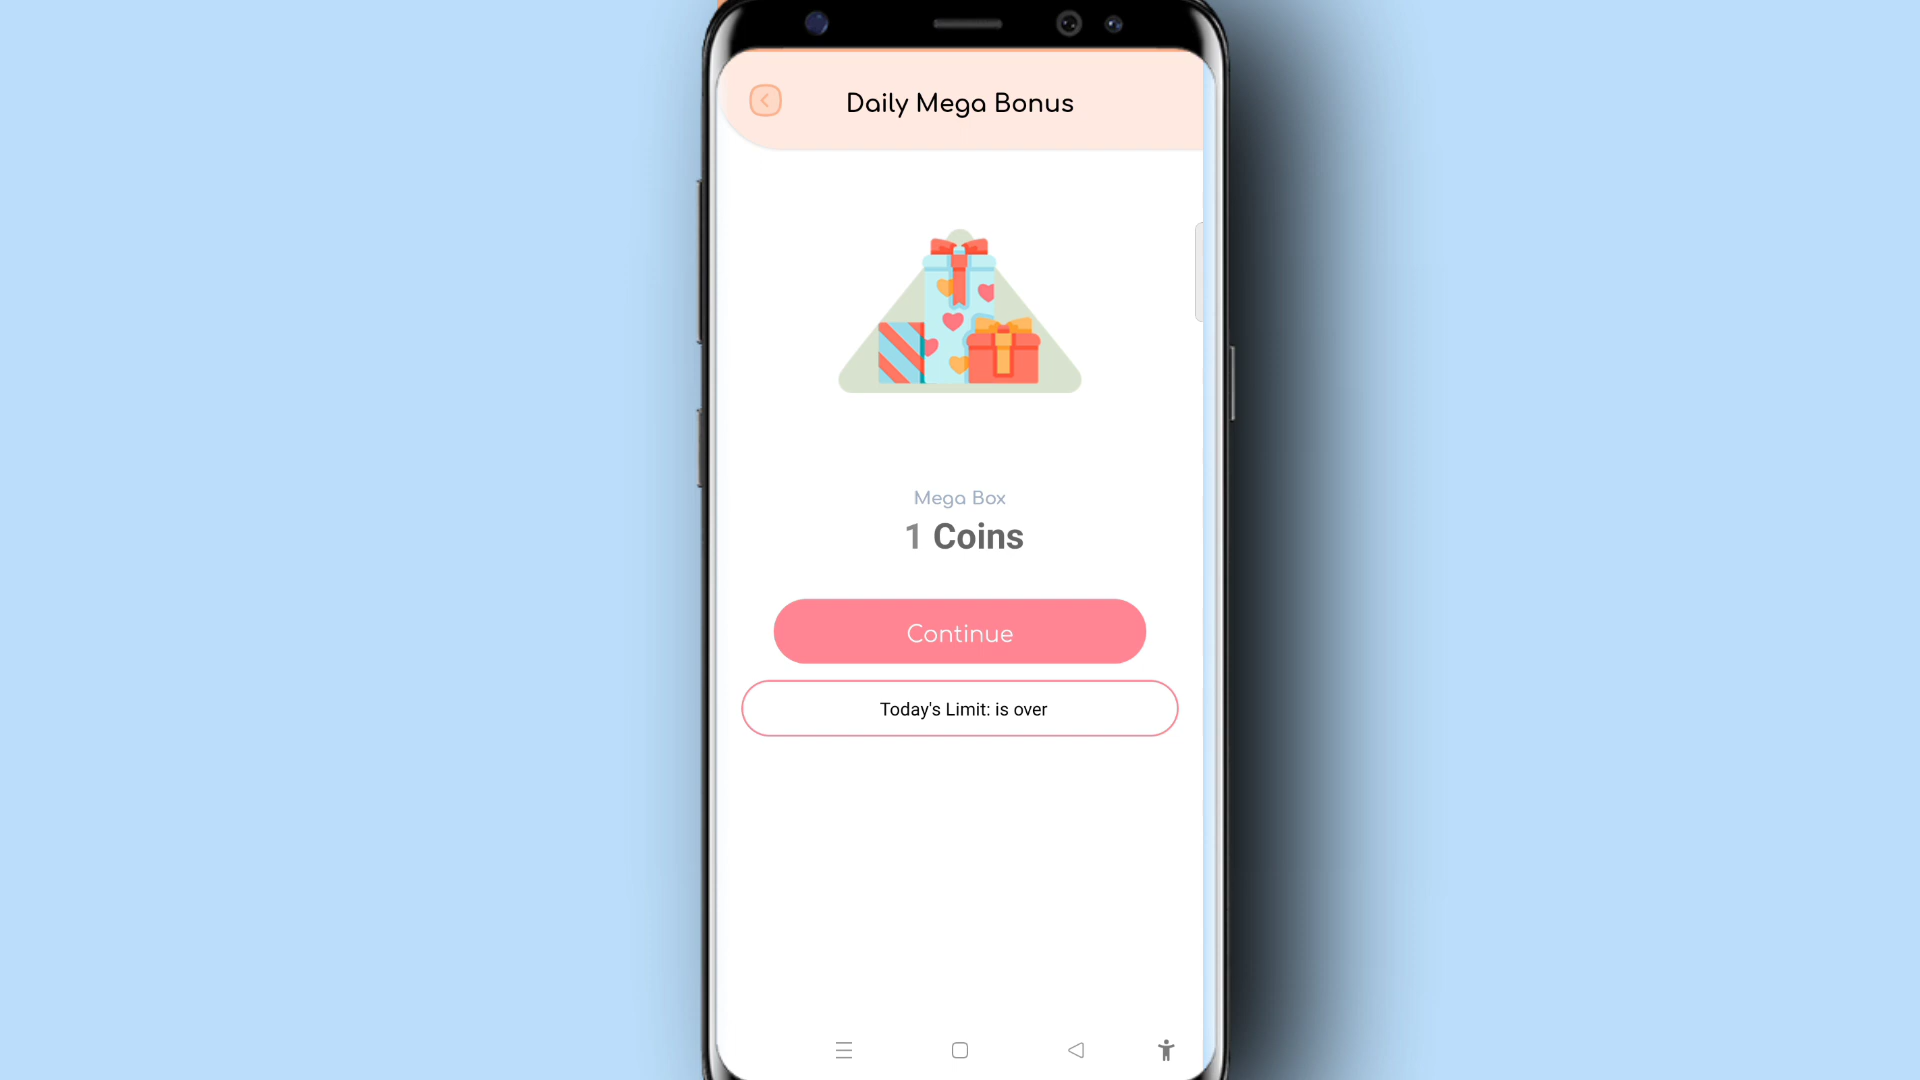 Daily Mega Bonus
Mega Box
1 Coins
Continue
Today's Limit: is over